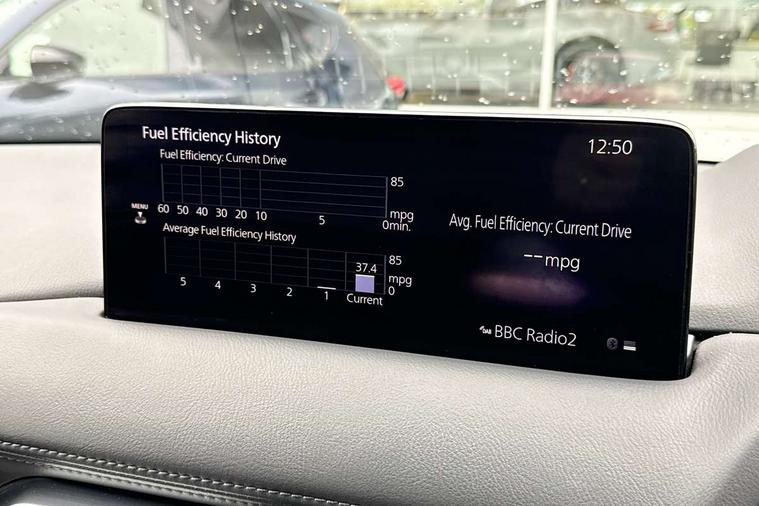 Fuel Efficiency History
12:50
Fuel Efficiency: Current Drive
85
MENU
60 50 40 30 20 10 5 0min.
mpg
Average Fuel Efficiency History
85
37.4
mpg
0
5 4 3 2 1 Current
Avg. Fuel Efficiency: Current Drive
--mpg
DAB BBC Radio2